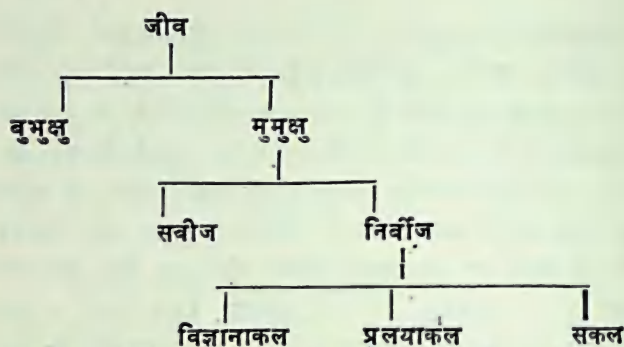 जीव
बुभुक्षु मुमुक्षु
सबीज निर्बीज
विज्ञानाकल प्रलयाकल सकल